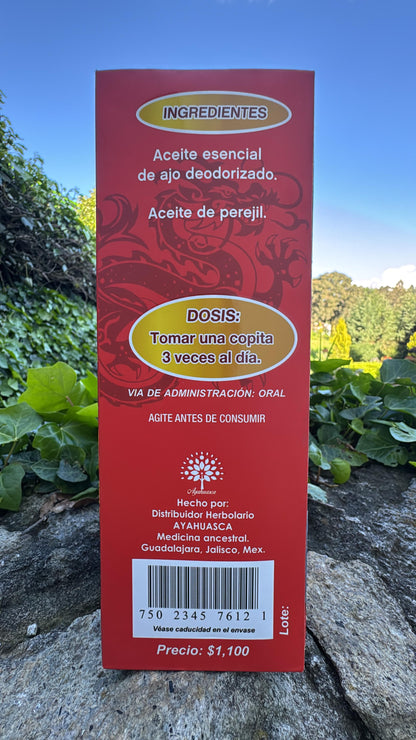 INGREDIENTES
Aceite esencial
de ajo deodorizado.
Aceite de perejil.
DOSIS:
Tomar una copita
3 veces al día.
VIA DE ADMINISTRACIÓN: ORAL
AGITE ANTES DE CONSUMIR
Ayahuasca
Hecho por:
Distribuidor Herbolario
AYAHUASCA
Medicina ancestral.
Guadalajara, Jalisco, Mex.
750 2345 7612 1
Véase caducidad en el envase
Lote:
Precio: $1,100